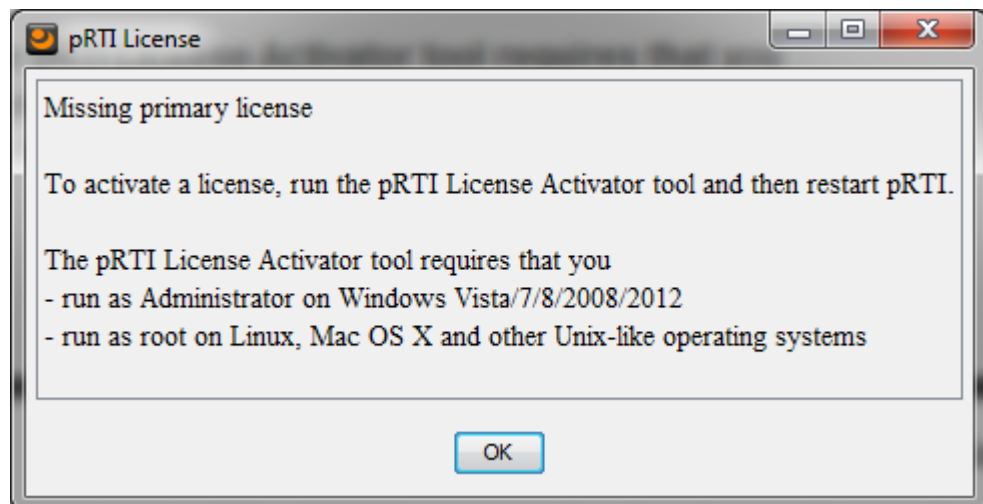 pRTI License
Missing primary license
To activate a license, run the pRTI License Activator tool and then restart pRTI.
The pRTI License Activator tool requires that you
- run as Administrator on Windows Vista/7/8/2008/2012
- run as root on Linux, Mac OS X and other Unix-like operating systems
OK